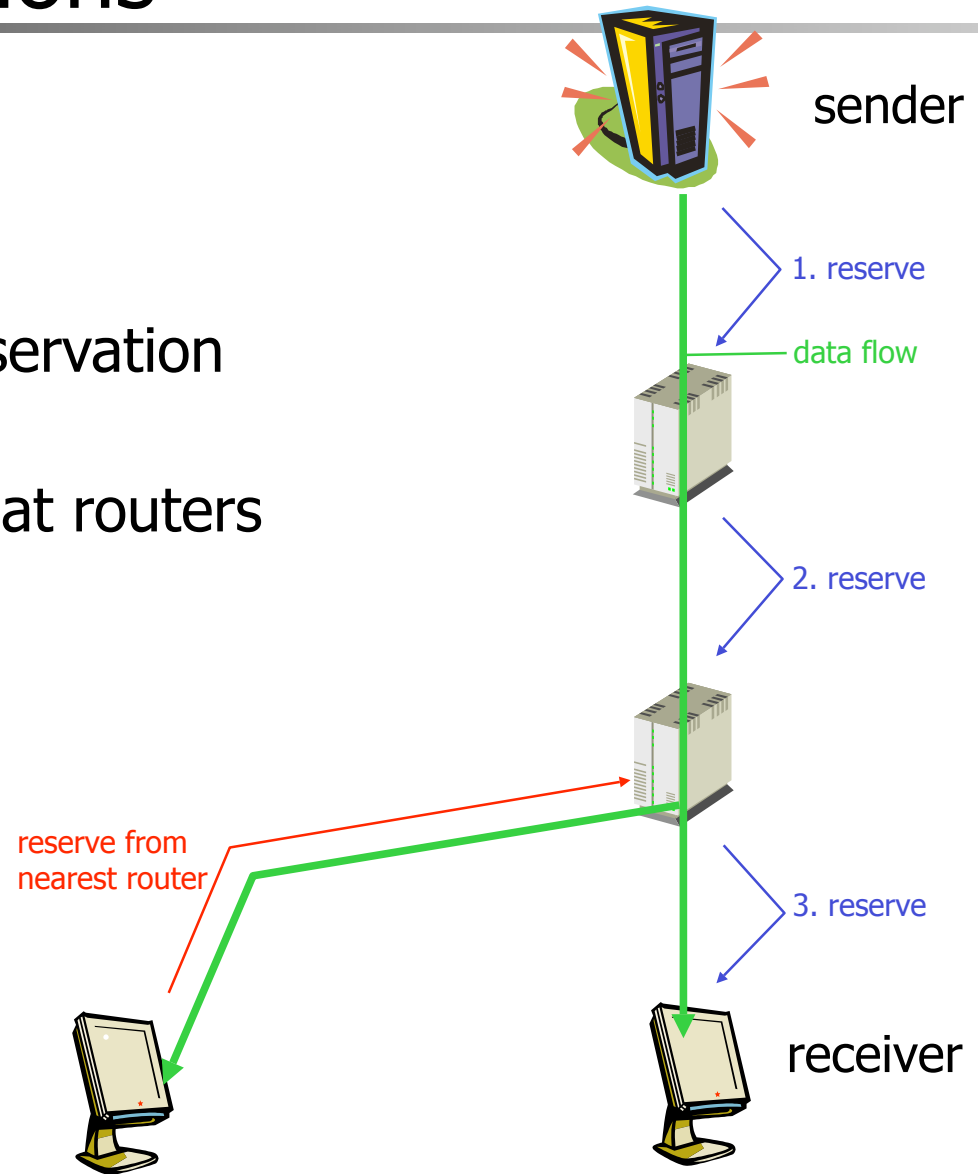 sender
1. reserve
servation
data flow
at routers
2. reserve
reserve from
nearest router
3. reserve
receiver